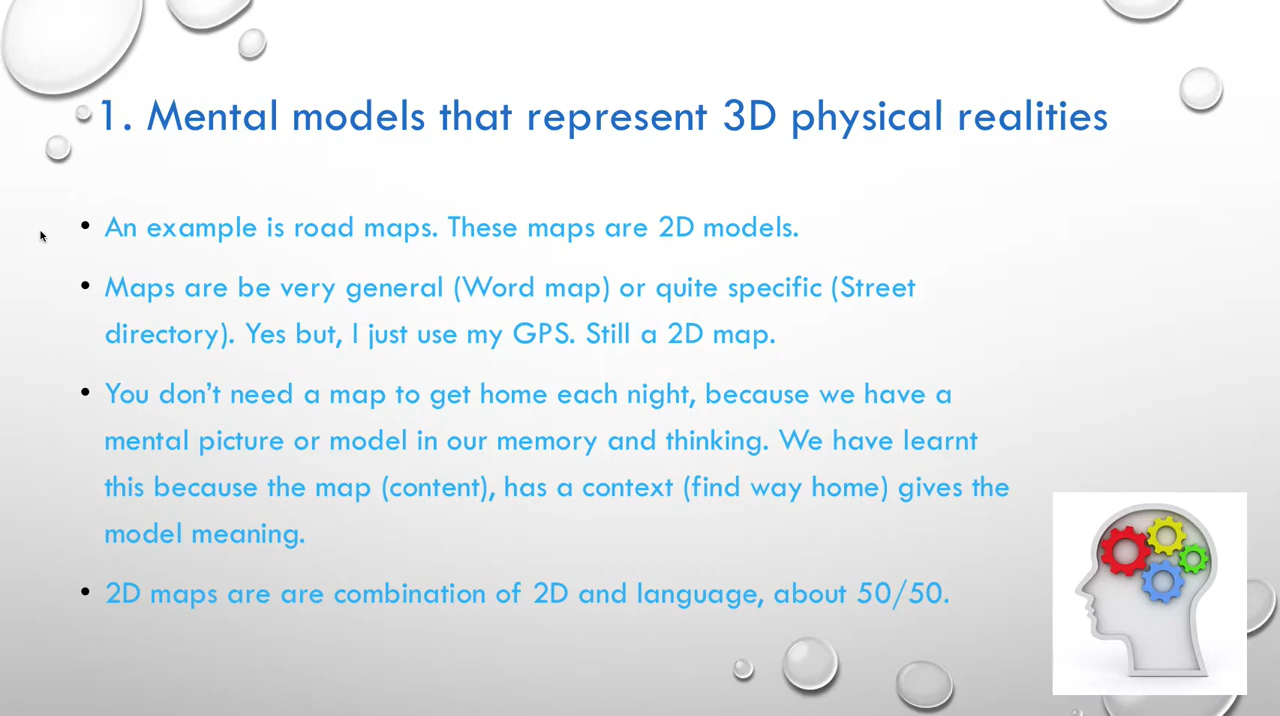 1. Mental models that represent 3D physical realities
• An example is road maps. These maps are 2D models.
• Maps are be very general (Word map) or quite specific (Street
directory). Yes but, I just use my GPS. Still a 2D map.
• You don’t need a map to get home each night, because we have a
mental picture or model in our memory and thinking. We have learnt
this because the map (content), has a context (find way home) gives the
model meaning.
• 2D maps are are combination of 2D and language, about 50/50.